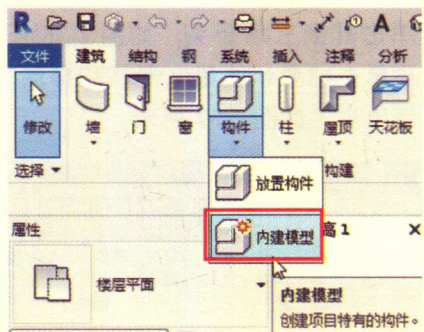 R A
文件 建筑 结构 钢 系统 插入 注释 分析
修改 墙 门 窗 构件 柱 屋顶 天花板
选择 构建
放置构件
属性 内建模型 高 1 X
楼层平面
内建模型
创建项目特有的构件。